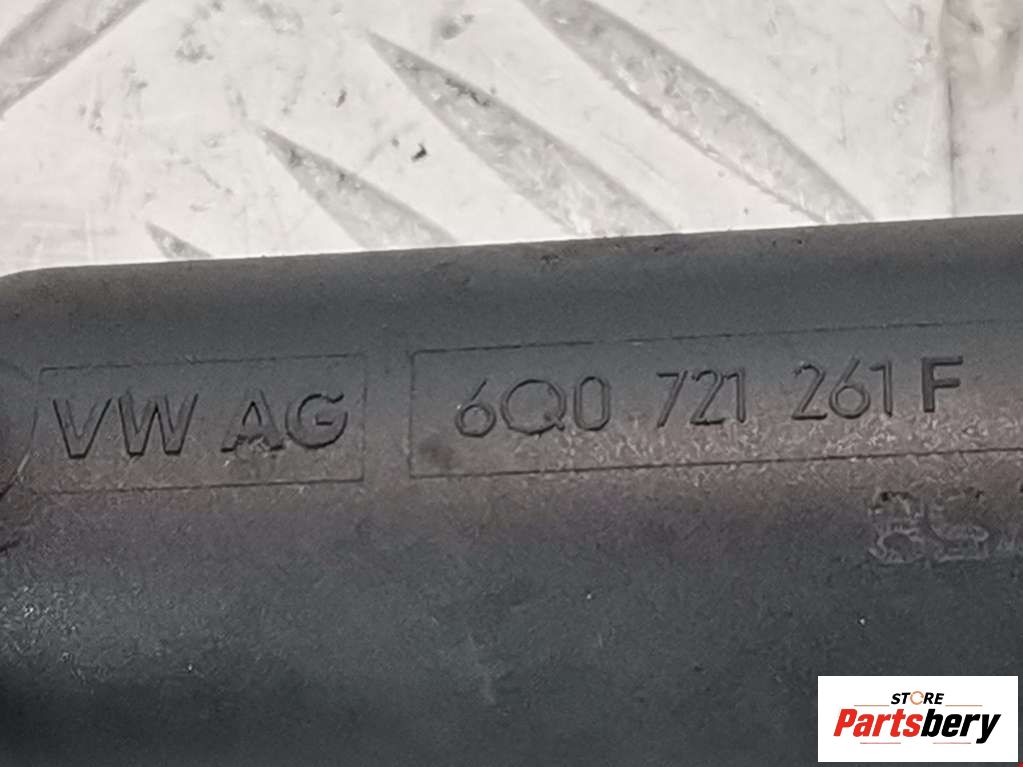 VW AG 6Q0 721 261 F
STORE
Partsbery